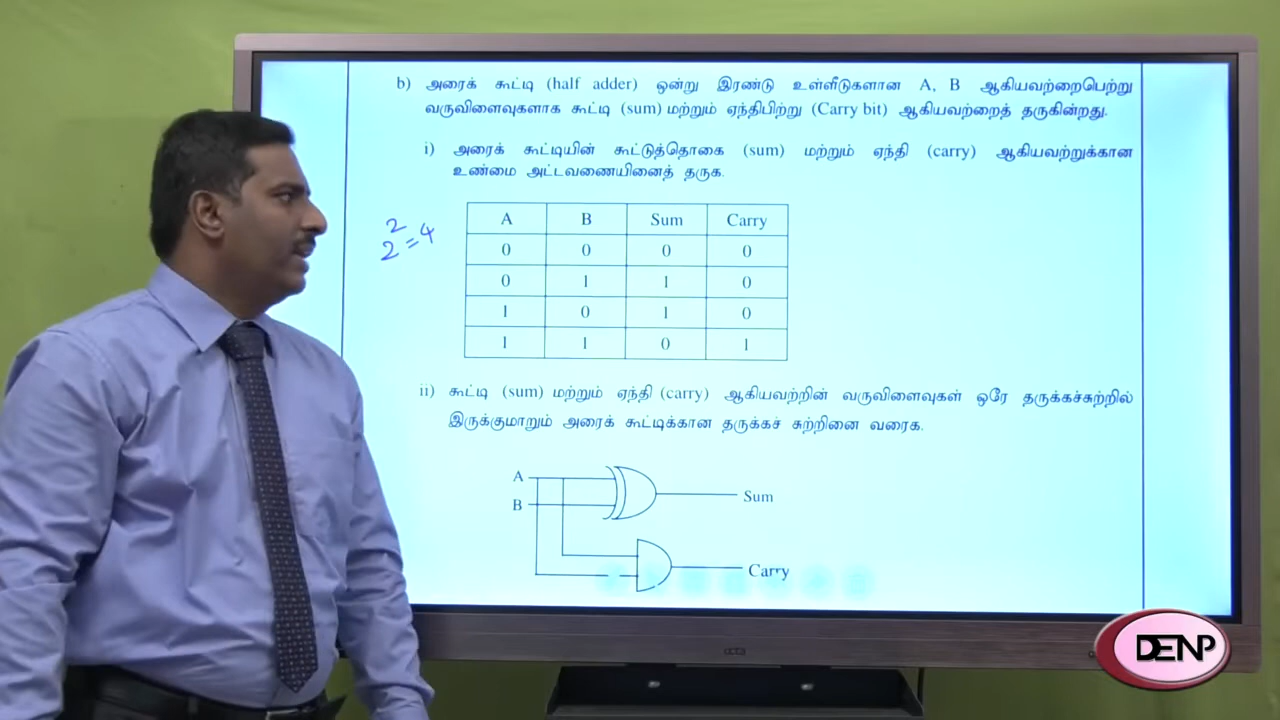 b) அரைக் கூட்டி (half adder) ஒன்று இரண்டு உள்ளீடுகளான A, B ஆகியவற்றைபெற்று
வருவிளைவுகளாக கூட்டி (sum) மற்றும் ஏந்திபிற்று (Carry bit) ஆகியவற்றைத் தருகின்றது.
i) அரைக் கூட்டியின் கூட்டுத்தொகை (sum) மற்றும் ஏந்தி (carry) ஆகியவற்றுக்கான
உண்மை அட்டவணையினைத் தருக.
2
2 = 4
A B Sum Carry
0 0 0 0
0 1 1 0
1 0 1 0
1 1 0 1
ii) கூட்டி (sum) மற்றும் ஏந்தி (carry) ஆகியவற்றின் வருவிளைவுகள் ஒரே தருக்கச்சுற்றில்
இருக்குமாறும் அரைக் கூட்டிக்கான தருக்கச் சுற்றினை வரைக.
A
Sum
B
Carry
DENP